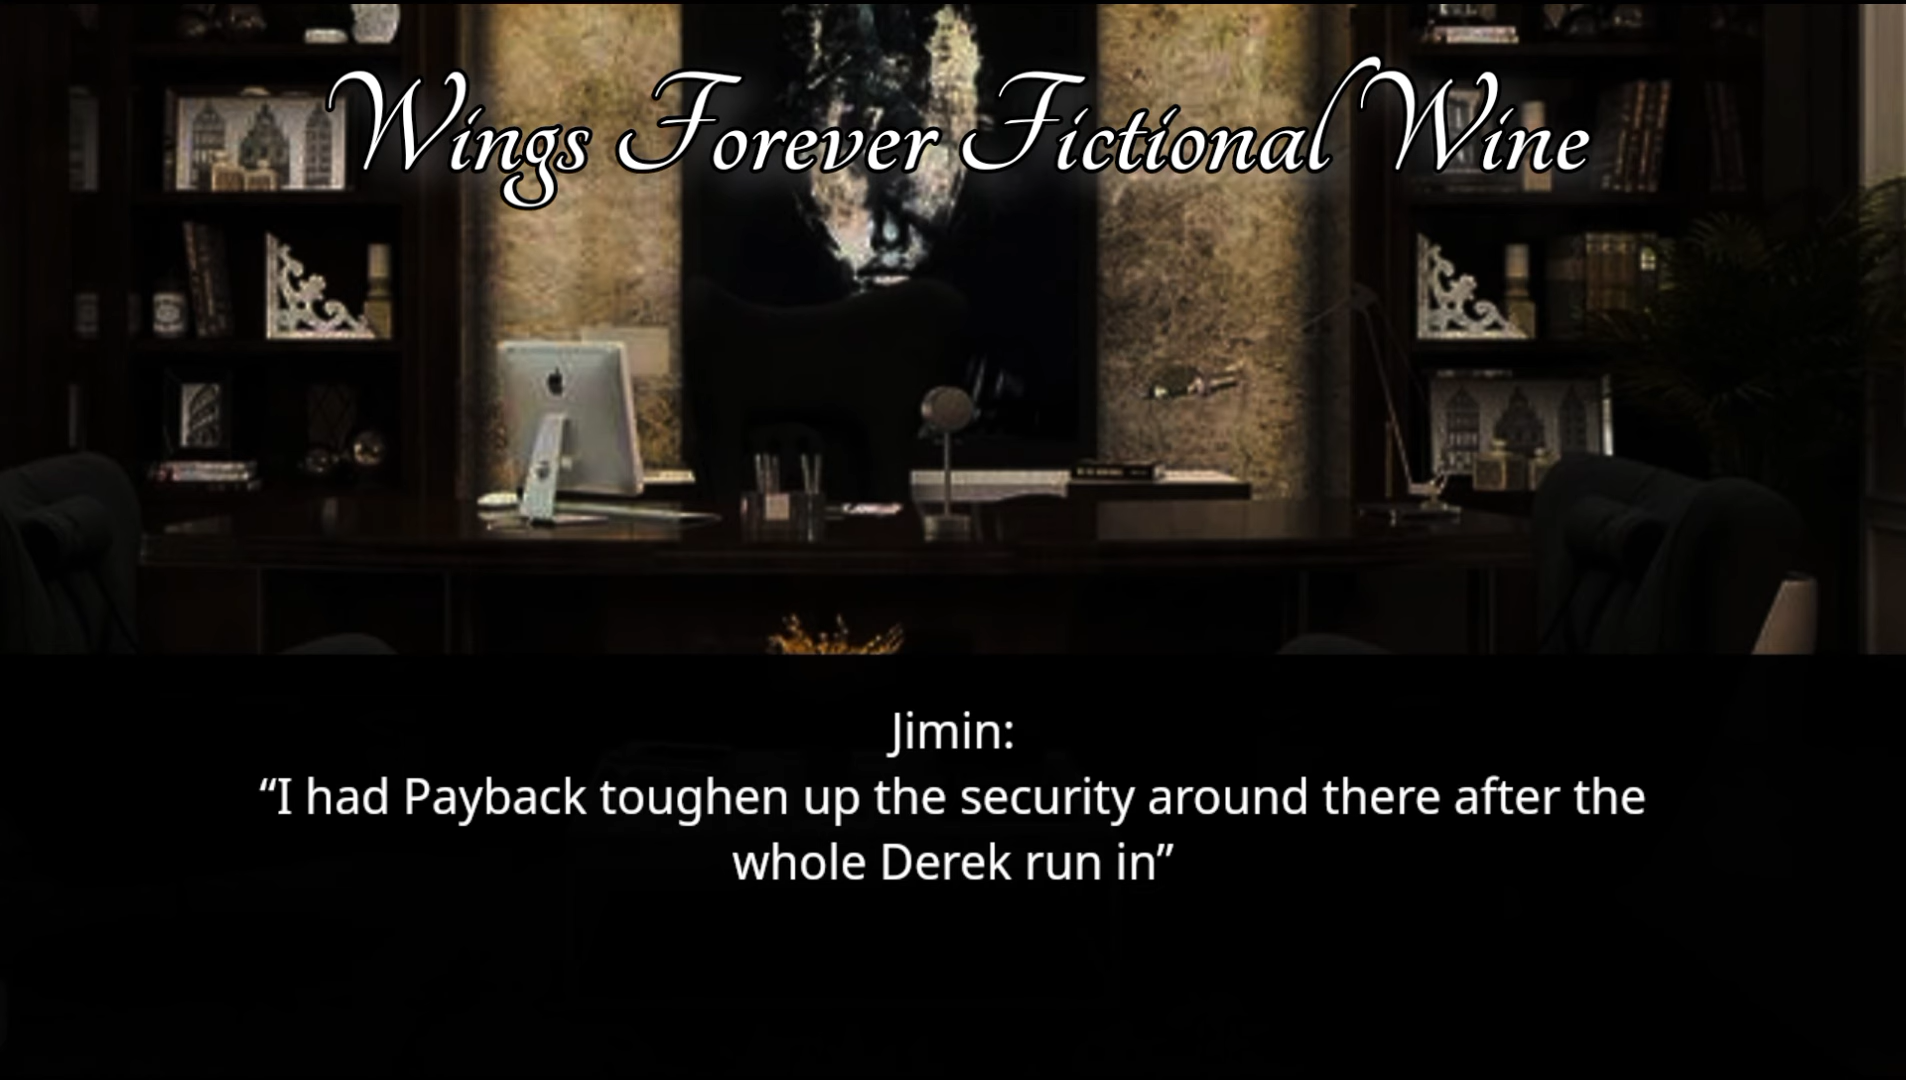 Wings Forever Fictional Wine
Jimin:
“I had Payback toughen up the security around there after the
whole Derek run in”